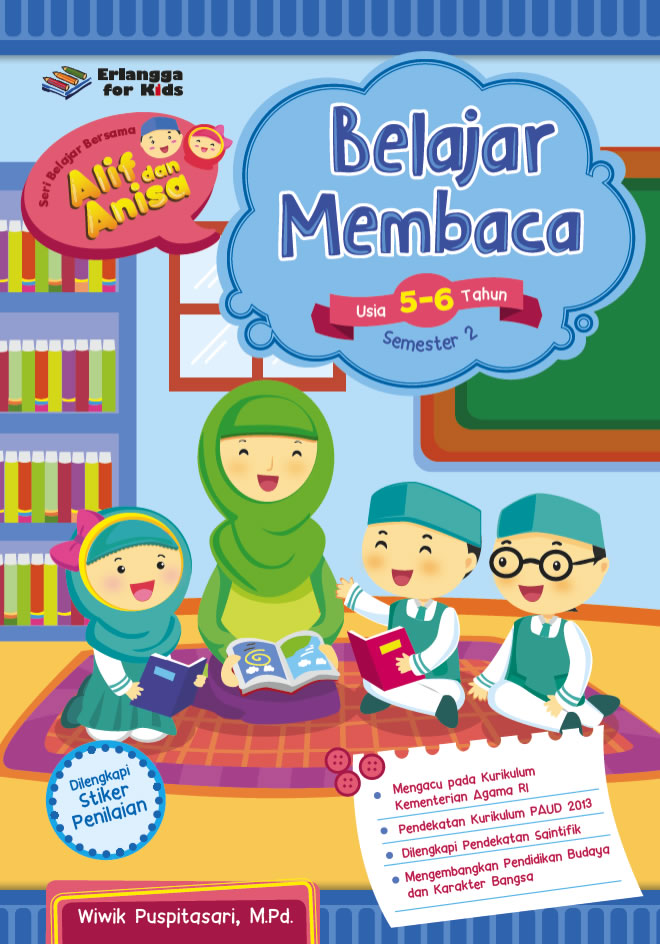 Erlangga
for Kids
Seri Belajar Bersama
Alif dan
Anisa
Belajar
Membaca
Usia 5-6 Tahun
Semester 2
Dilengkapi
Stiker
Penilaian
Mengacu pada Kurikulum
Kementerian Agama RI
Pendekatan Kurikulum PAUD 2013
Dilengkapi Pendekatan Saintifik
Mengembangkan Pendidikan Budaya
dan Karakter Bangsa
Wiwik Puspitasari, M.Pd.